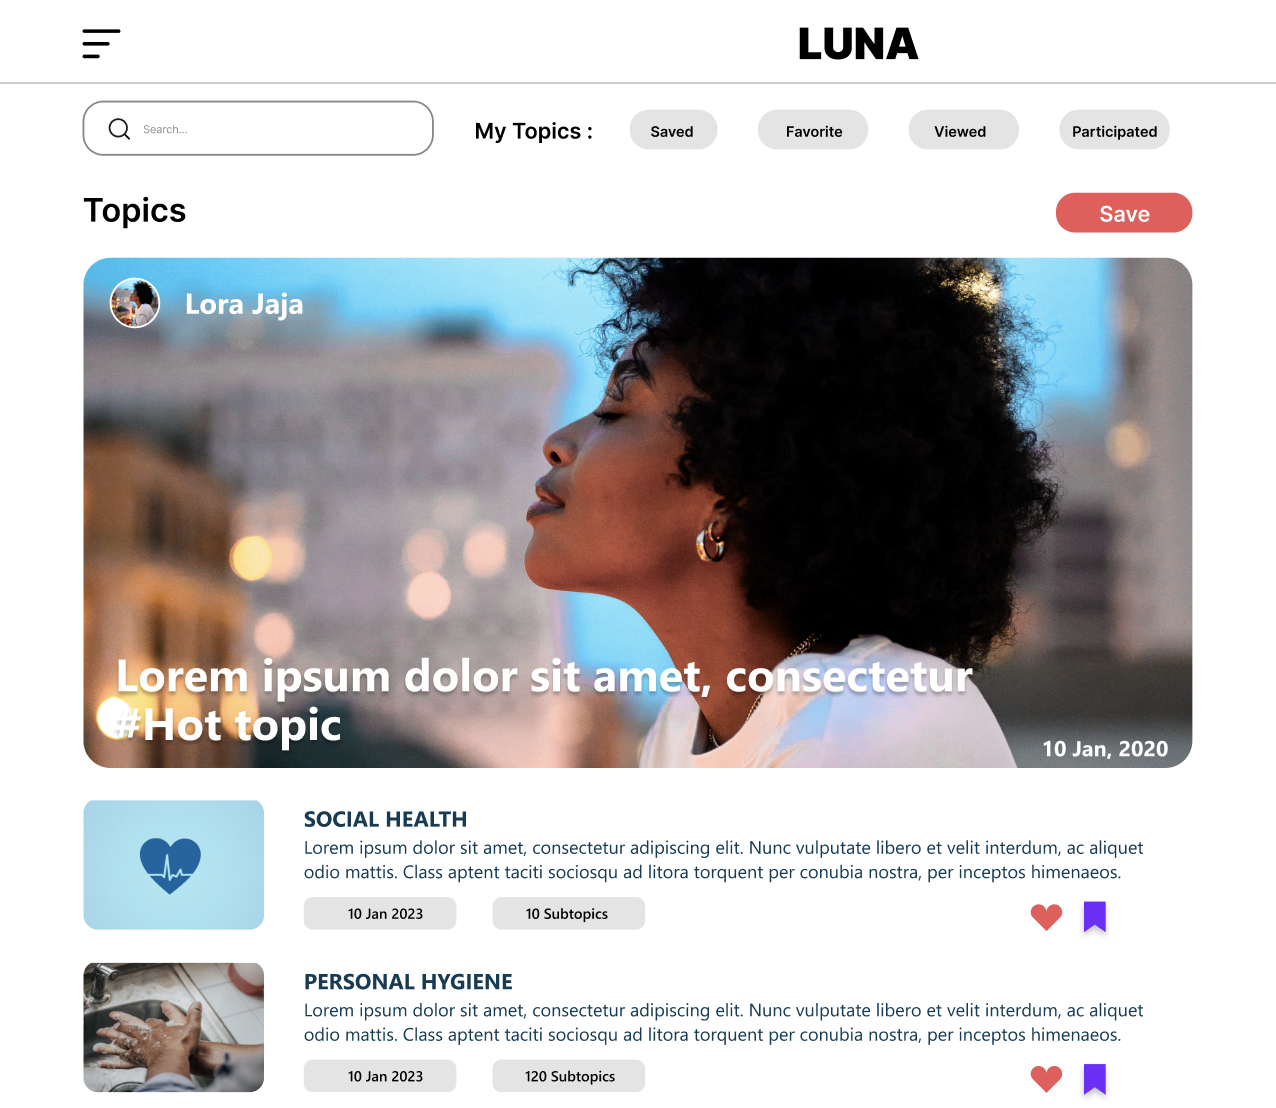 LUNA
Search...
My Topics :
Saved
Favorite
Viewed
Participated
Topics
Save
Lora Jaja
Lorem ipsum dolor sit amet, consectetur
#Hot topic
10 Jan, 2020
SOCIAL HEALTH
Lorem ipsum dolor sit amet, consectetur adipiscing elit. Nunc vulputate libero et velit interdum, ac aliquet
odio mattis. Class aptent taciti sociosqu ad litora torquent per conubia nostra, per inceptos himenaeos.
10 Jan 2023
10 Subtopics
PERSONAL HYGIENE
Lorem ipsum dolor sit amet, consectetur adipiscing elit. Nunc vulputate libero et velit interdum, ac aliquet
odio mattis. Class aptent taciti sociosqu ad litora torquent per conubia nostra, per inceptos himenaeos.
10 Jan 2023
120 Subtopics